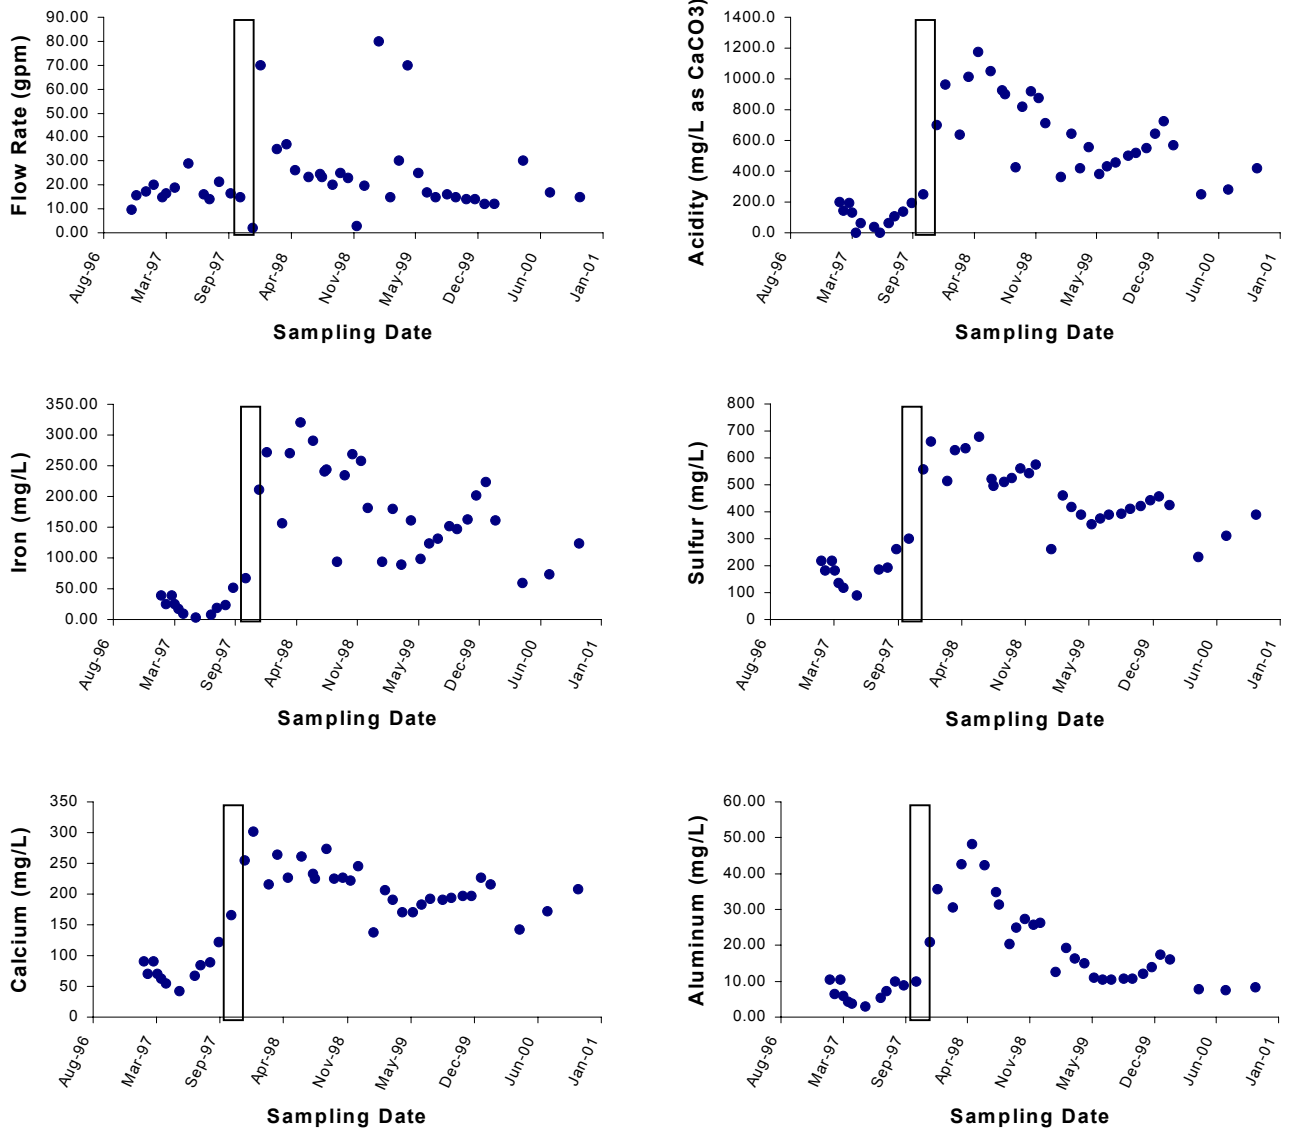 Flow Rate (gpm)
90.00
80.00
70.00
60.00
50.00
40.00
30.00
20.00
10.00
0.00
Aug-96
Mar-97
Sep-97
Apr-98
Nov-98
May-99
Dec-99
Jun-00
Jan-01
Sampling Date
Acidity (mg/L as CaCO3)
1400.0
1200.0
1000.0
800.0
600.0
400.0
200.0
0.0
Aug-96
Mar-97
Sep-97
Apr-98
Nov-98
May-99
Dec-99
Jun-00
Jan-01
Sampling Date
Iron (mg/L)
350.00
300.00
250.00
200.00
150.00
100.00
50.00
0.00
Aug-96
Mar-97
Sep-97
Apr-98
Nov-98
May-99
Dec-99
Jun-00
Jan-01
Sampling Date
Sulfur (mg/L)
800
700
600
500
400
300
200
100
0
Aug-96
Mar-97
Sep-97
Apr-98
Nov-98
May-99
Dec-99
Jun-00
Jan-01
Sampling Date
Calcium (mg/L)
350
300
250
200
150
100
50
0
Aug-96
Mar-97
Sep-97
Apr-98
Nov-98
May-99
Dec-99
Jun-00
Jan-01
Sampling Date
Aluminum (mg/L)
60.00
50.00
40.00
30.00
20.00
10.00
0.00
Aug-96
Mar-97
Sep-97
Apr-98
Nov-98
May-99
Dec-99
Jun-00
Jan-01
Sampling Date